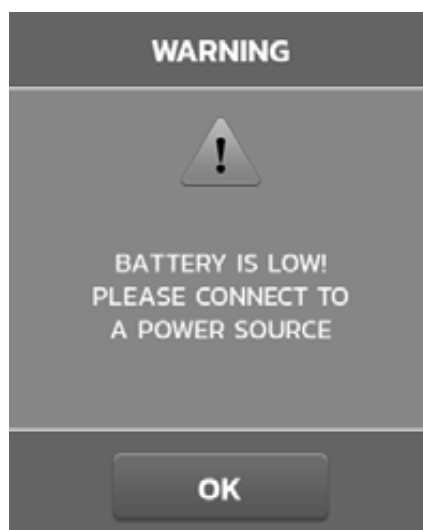 WARNING
!
BATTERY IS LOW!
PLEASE CONNECT TO
A POWER SOURCE
OK